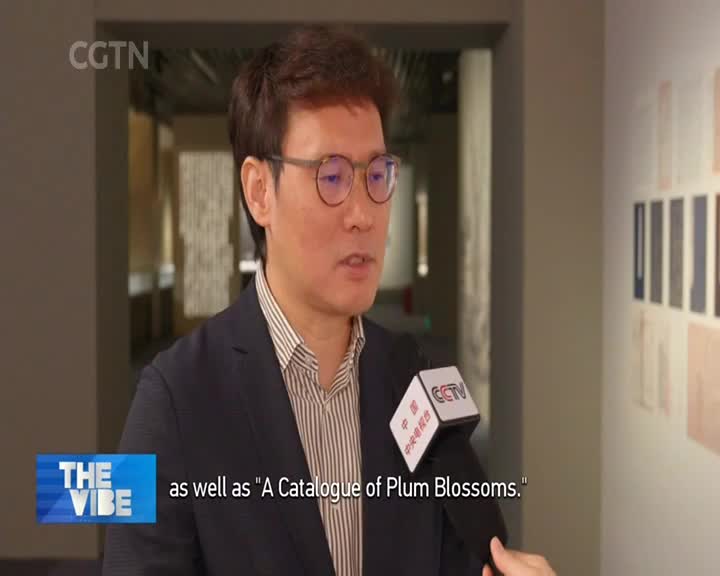 CGTN
CCTV
中国
中央电视台
THE
VIBE
as well as "A Catalogue of Plum Blossoms."